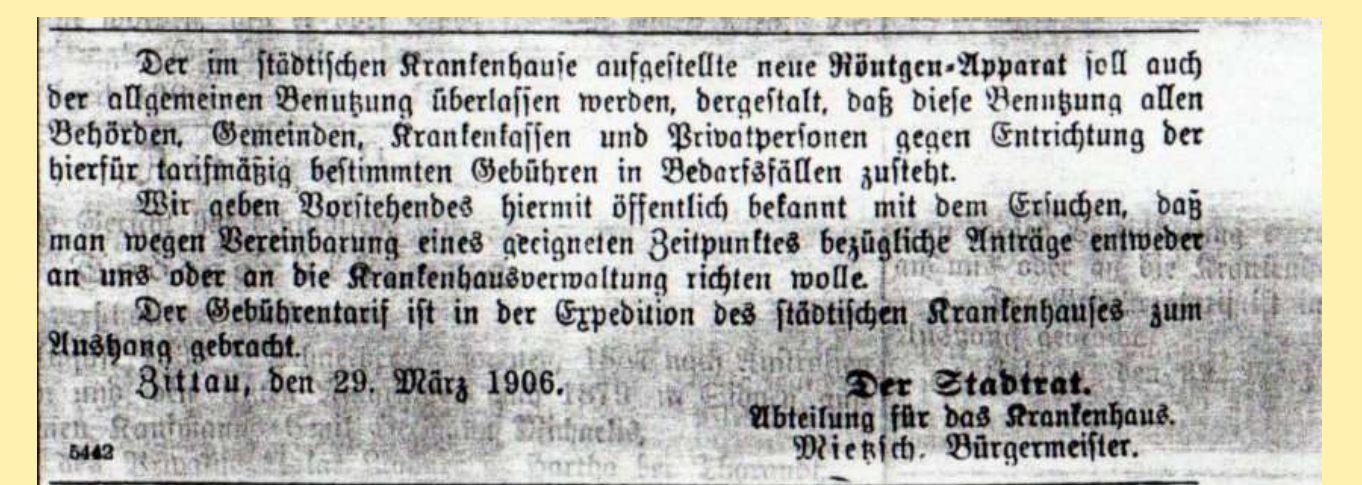 Der im städtischen Krankenhause aufgestellte neue Röntgen-Apparat soll auch
der allgemeinen Benutzung überlassen werden, dergestalt, daß diese Benutzung allen
Behörden, Gemeinden, Krankenkassen und Privatpersonen gegen Entrichtung der
hierfür tarifmäßig bestimmten Gebühren in Bedarfsfällen zusteht.
Wir geben Vorstehendes hiermit öffentlich bekannt mit dem Ersuchen, daß
man wegen Vereinbarung eines geeigneten Zeitpunktes bezügliche Anträge entweder
an uns oder an die Krankenhausverwaltung richten wolle.
Der Gebührentarif ist in der Expedition des städtischen Krankenhauses zum
Aushang gebracht.
Zittau, den 29. März 1906.
Der Stadtrat.
Abteilung für das Krankenhaus.
Mietzsch. Bürgermeister.
5442